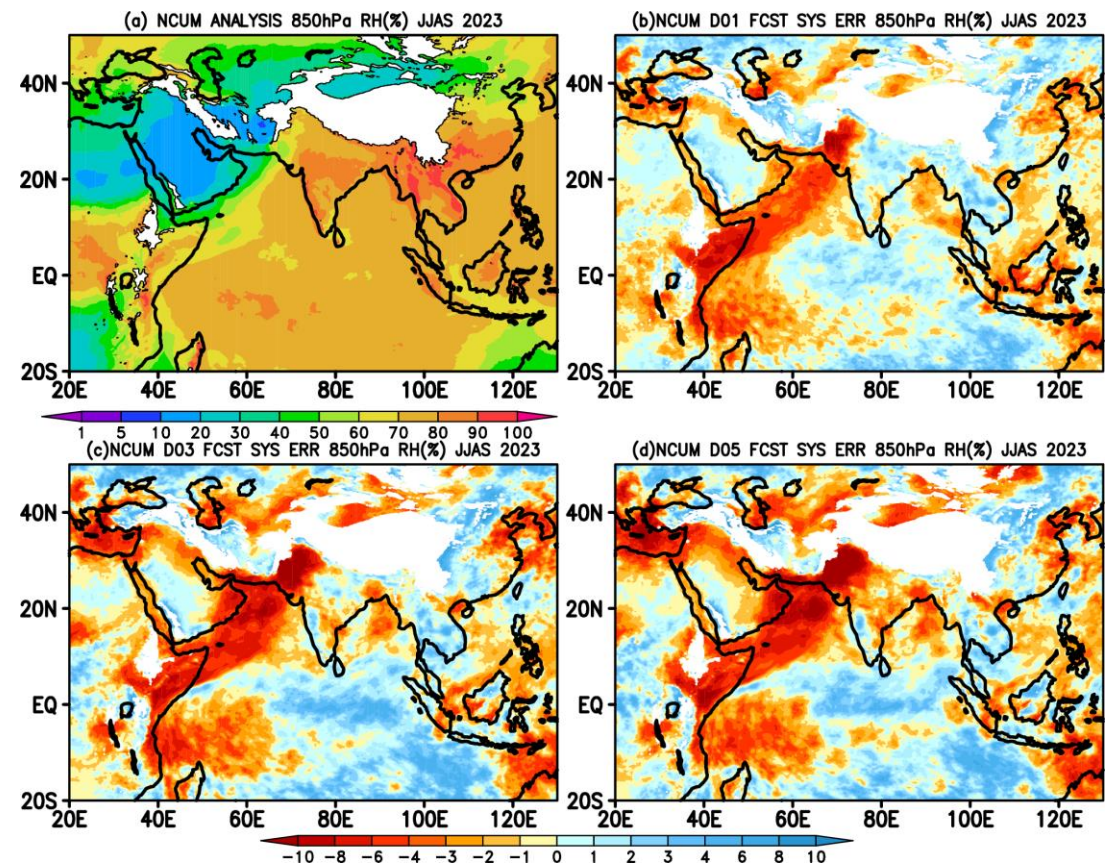 (a) NCUM ANALYSIS 850hPa RH(%) JJAS 2023
(b)NCUM D01 FCST SYS ERR 850hPa RH(%) JJAS 2023
40N
20N
EQ
20S
20E 40E 60E 80E 100E 120E
40N
20N
EQ
20S
20E 40E 60E 80E 100E 120E
1 5 10 20 30 40 50 60 70 80 90 100
(c)NCUM D03 FCST SYS ERR 850hPa RH(%) JJAS 2023
(d)NCUM D05 FCST SYS ERR 850hPa RH(%) JJAS 2023
40N
20N
EQ
20S
20E 40E 60E 80E 100E 120E
40N
20N
EQ
20S
20E 40E 60E 80E 100E 120E
-10 -8 -6 -4 -3 -2 -1 0 1 2 3 4 6 8 10